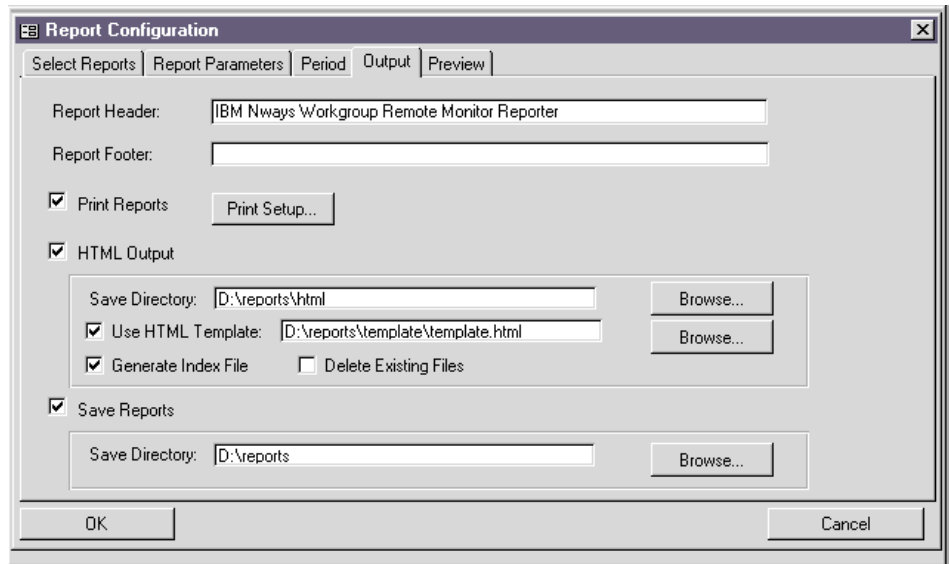 Report Configuration
Select Reports Report Parameters Period Output Preview
Report Header: IBM Nways Workgroup Remote Monitor Reporter
Report Footer:
Print Reports Print Setup...
HTML Output
Save Directory: D:\reports\html Browse...
Use HTML Template: D:\reports\template\template.html Browse...
Generate Index File Delete Existing Files
Save Reports
Save Directory: D:\reports Browse...
OK Cancel